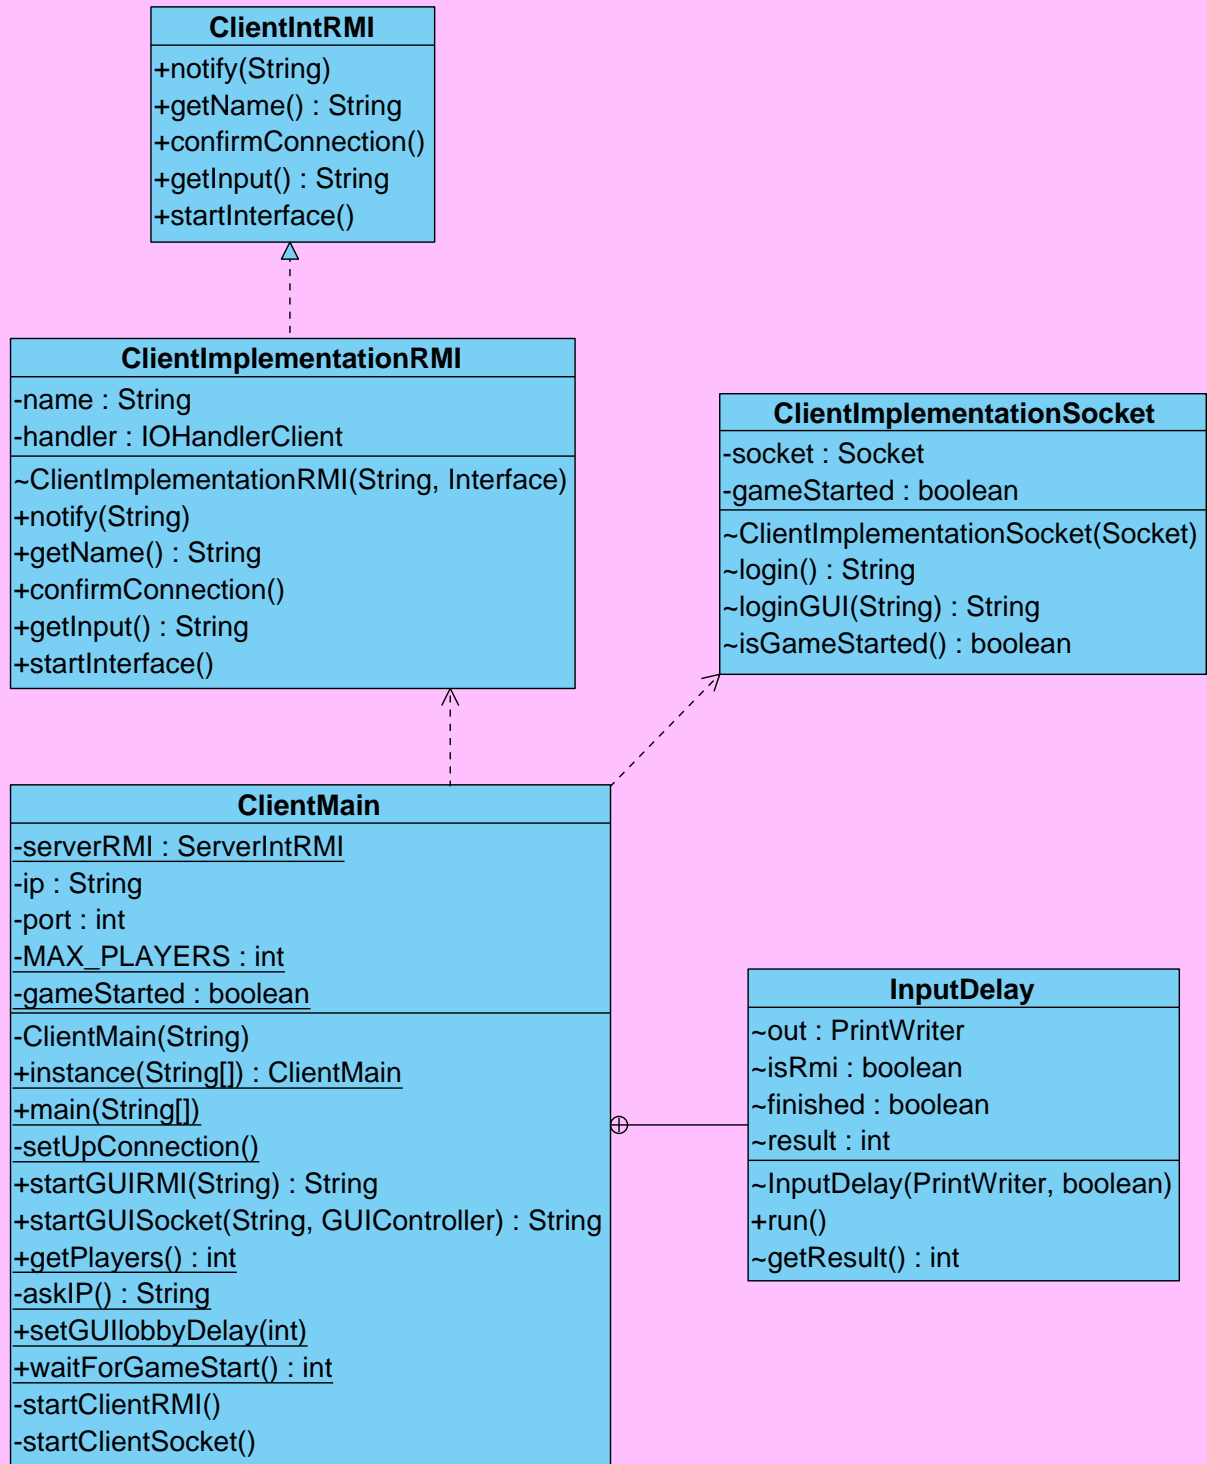 ClientIntRMI
+notify(String)
+getName() : String
+confirmConnection()
+getInput() : String
+startInterface()
ClientImplementationRMI
-name : String
-handler : IOHandlerClient
~ClientImplementationRMI(String, Interface)
+notify(String)
+getName() : String
+confirmConnection()
+getInput() : String
+startInterface()
ClientImplementationSocket
-socket : Socket
-gameStarted : boolean
~ClientImplementationSocket(Socket)
~login() : String
~loginGUI(String) : String
~isGameStarted() : boolean
ClientMain
-serverRMI : ServerIntRMI
-ip : String
-port : int
-MAX_PLAYERS : int
-gameStarted : boolean
-ClientMain(String)
+instance(String[]) : ClientMain
+main(String[])
-setUpConnection()
+startGUIRMI(String) : String
+startGUISocket(String, GUIController) : String
+getPlayers() : int
-askIP() : String
+setGUIlobbyDelay(int)
+waitForGameStart() : int
-startClientRMI()
-startClientSocket()
InputDelay
~out : PrintWriter
~isRmi : boolean
~finished : boolean
~result : int
~InputDelay(PrintWriter, boolean)
+run()
~getResult() : int